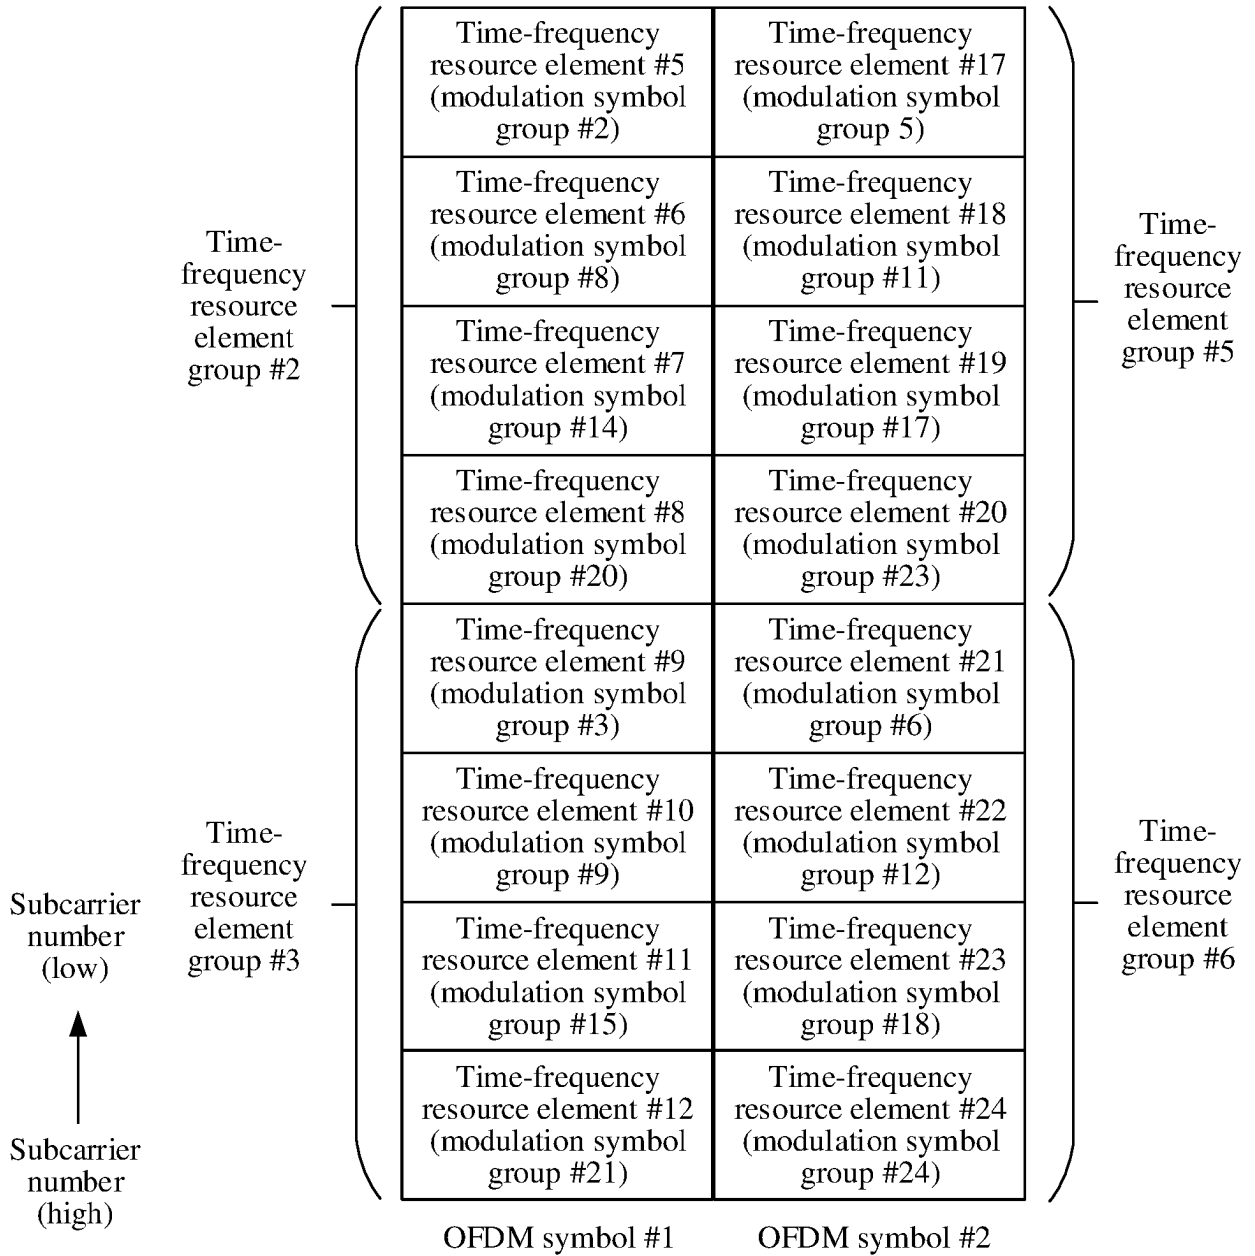 Time-frequency
resource element #5
(modulation symbol
group #2)
Time-frequency
resource element #17
(modulation symbol
group 5)
Time-frequency
resource element #6
(modulation symbol
group #8)
Time-frequency
resource element #18
(modulation symbol
group #11)
Time-
frequency
resource
element
group #2
Time-
frequency
resource
element
group #5
Time-frequency
resource element #7
(modulation symbol
group #14)
Time-frequency
resource element #19
(modulation symbol
group #17)
Time-frequency
resource element #8
(modulation symbol
group #20)
Time-frequency
resource element #20
(modulation symbol
group #23)
Time-frequency
resource element #9
(modulation symbol
group #3)
Time-frequency
resource element #21
(modulation symbol
group #6)
Time-frequency
resource element #10
(modulation symbol
group #9)
Time-frequency
resource element #22
(modulation symbol
group #12)
Time-
frequency
resource
element
group #3
Time-
frequency
resource
element
group #6
Time-frequency
resource element #11
(modulation symbol
group #15)
Time-frequency
resource element #23
(modulation symbol
group #18)
Time-frequency
resource element #12
(modulation symbol
group #21)
Time-frequency
resource element #24
(modulation symbol
group #24)
Subcarrier
number
(low)
Subcarrier
number
(high)
OFDM symbol #1
OFDM symbol #2